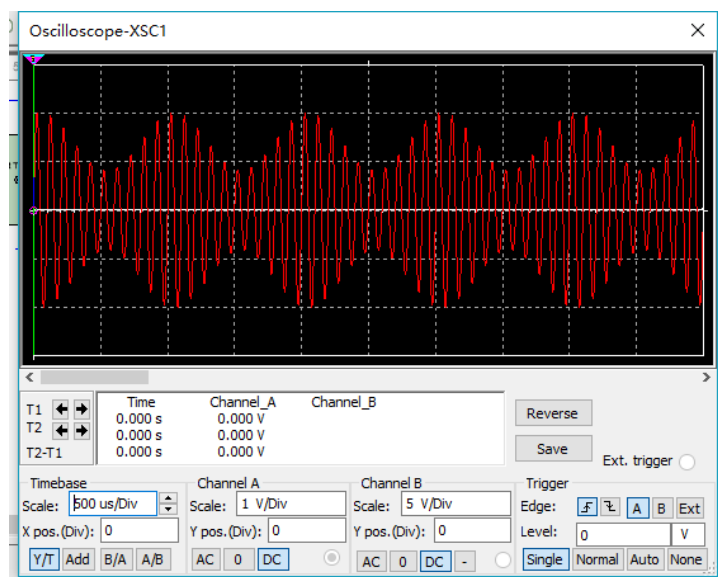 Oscilloscope-XSC1
Time Channel_A Channel_B
T1 0.000 s 0.000 V
T2 0.000 s 0.000 V
T2-T1 0.000 s 0.000 V
Reverse
Save
Ext. trigger
Timebase
Scale: 500 us/Div
X pos.(Div): 0
Y/T Add B/A A/B
Channel A
Scale: 1 V/Div
Y pos.(Div): 0
AC 0 DC
Channel B
Scale: 5 V/Div
Y pos.(Div): 0
AC 0 DC -
Trigger
Edge: A B Ext
Level: 0 V
Single Normal Auto None